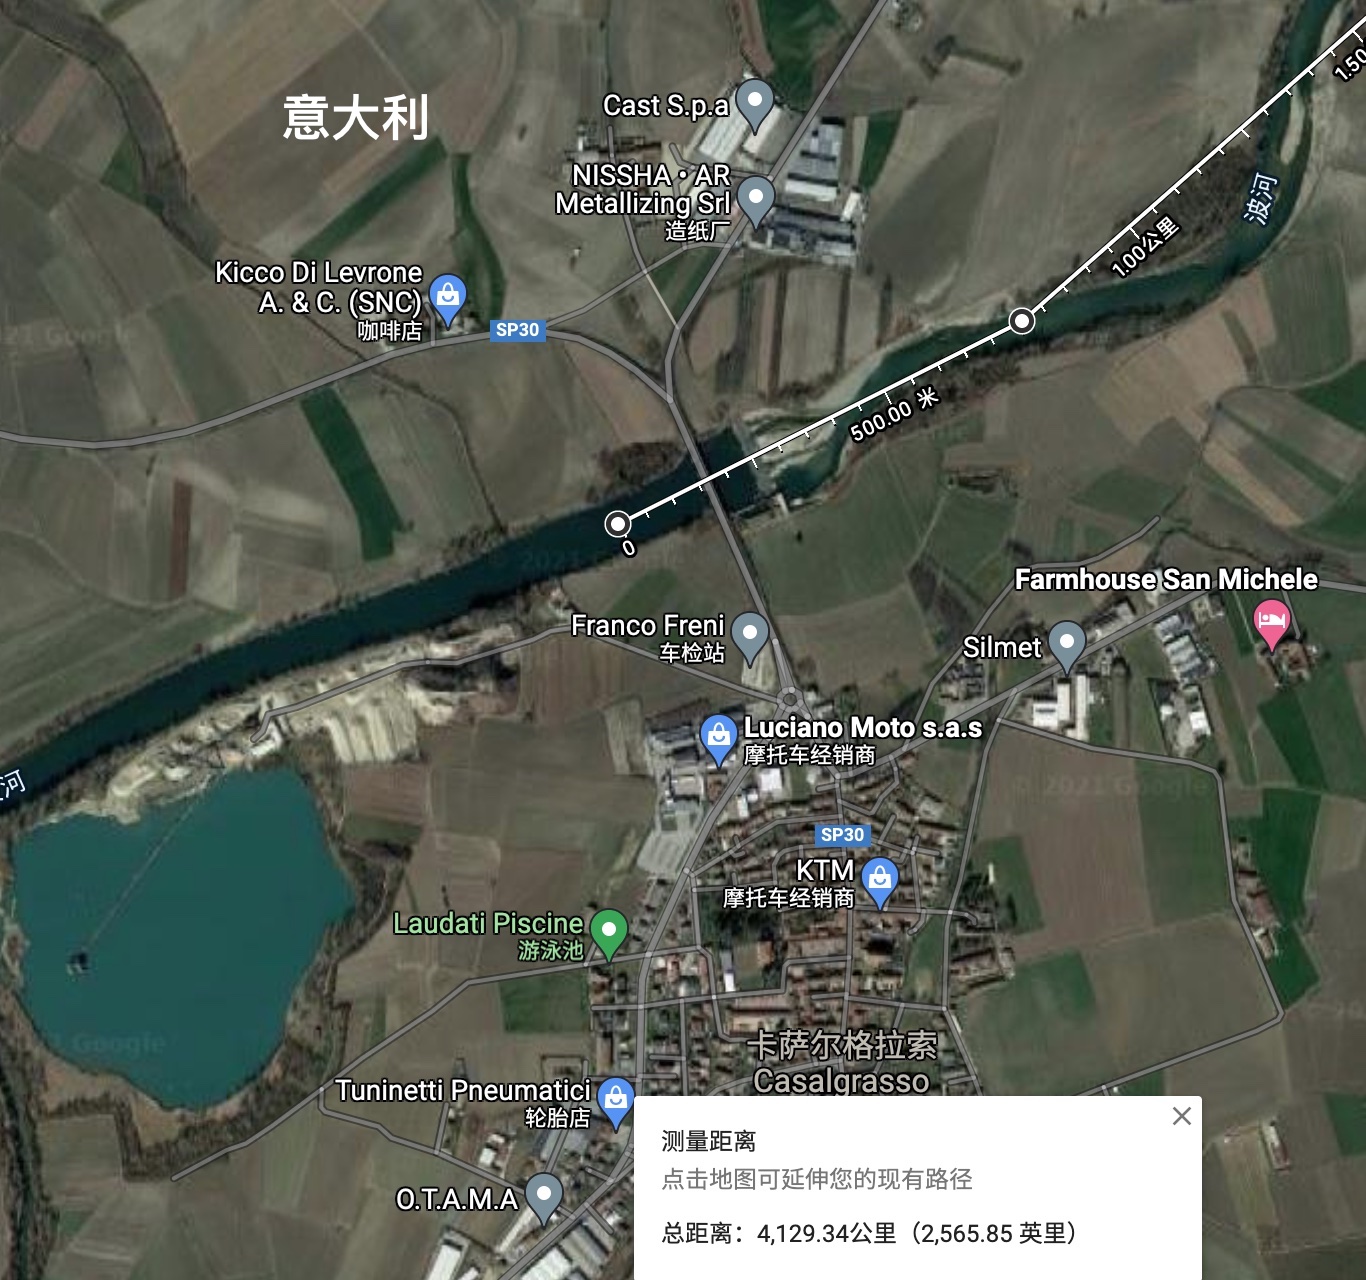 意大利
Cast S.p.a
NISSHA • AR
Metallizing Srl
造纸厂
1.50
波河
1.00公里
Kicco Di Levrone
A. & C. (SNC)
咖啡店
SP30
500.00 米
0
Farmhouse San Michele
Franco Freni
车检站
Silmet
Luciano Moto s.a.s
摩托车经销商
河
© 2021 Google
SP30
KTM
摩托车经销商
Laudati Piscine
游泳池
Google
卡萨尔格拉索
Casalgrasso
Tuninetti Pneumatici
轮胎店
O.T.A.M.A
测量距离
点击地图可延伸您的现有路径
总距离：4,129.34公里（2,565.85 英里）